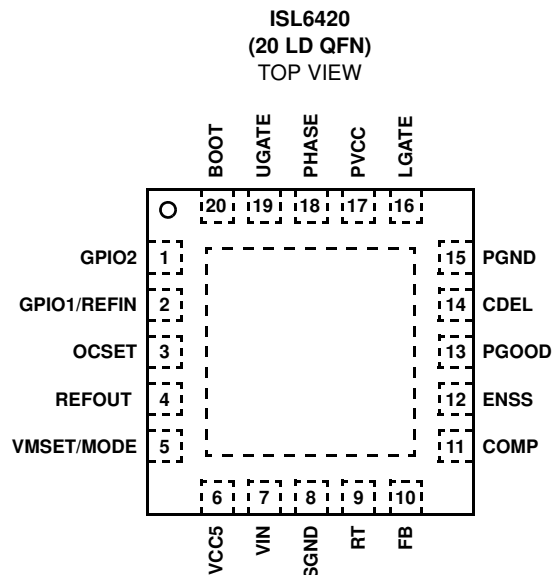 ISL6420
(20 LD QFN)
TOP VIEW
BOOT
UGATE
PHASE
PVCC
LGATE
20 19 18 17 16
GPIO2 1
15 PGND
GPIO1/REFIN 2
14 CDEL
OCSET 3
13 PGOOD
REFOUT 4
12 ENSS
VMSET/MODE 5
11 COMP
6 7 8 9 10
VCC5
VIN
SGND
RT
FB